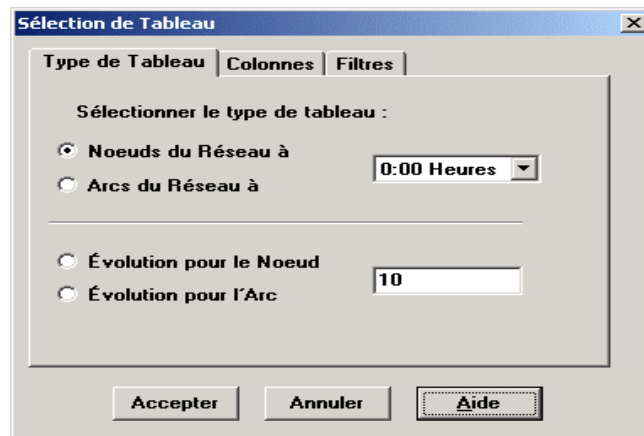 Sélection de Tableau
Type de Tableau Colonnes Filtres
Sélectionner le type de tableau :
Noeuds du Réseau à
0:00 Heures
Arcs du Réseau à
Évolution pour le Noeud
10
Évolution pour l'Arc
Accepter Annuler Aide